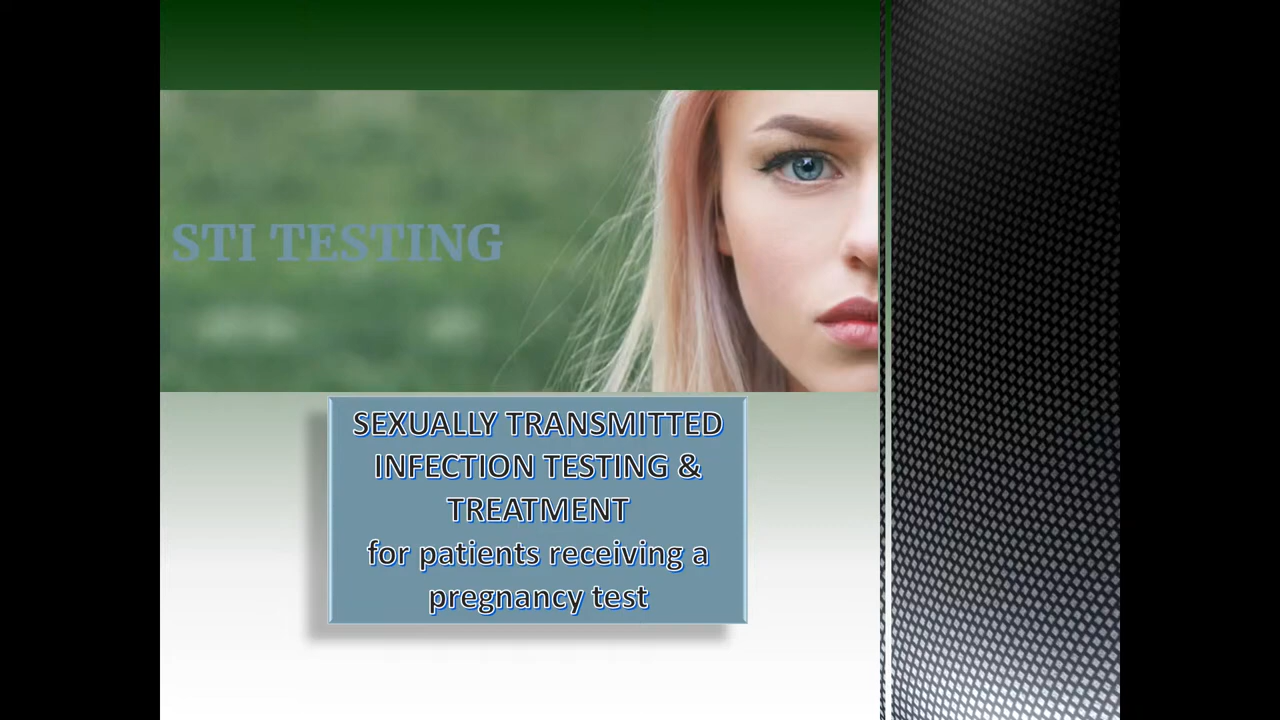 STI TESTING
SEXUALLY TRANSMITTED
INFECTION TESTING &
TREATMENT
for patients receiving a
pregnancy test